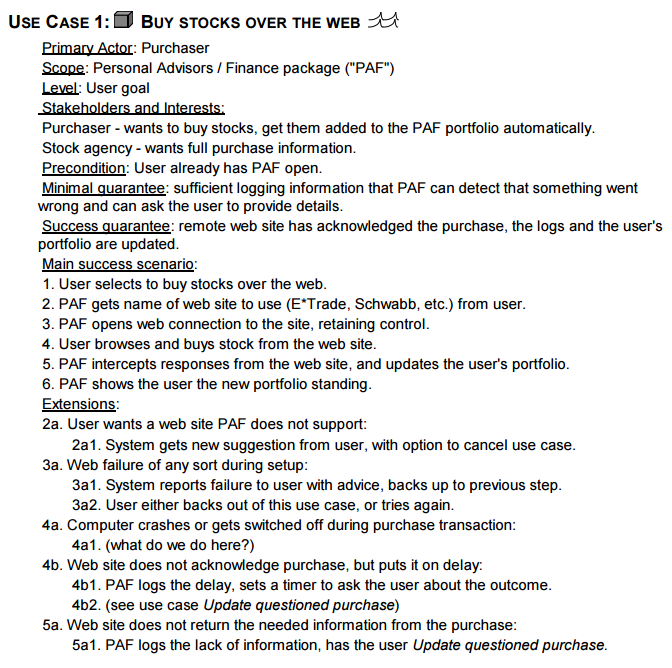 USE CASE 1: BUY STOCKS OVER THE WEB
Primary Actor: Purchaser
Scope: Personal Advisors / Finance package ("PAF")
Level: User goal
Stakeholders and Interests:
Purchaser - wants to buy stocks, get them added to the PAF portfolio automatically.
Stock agency - wants full purchase information.
Precondition: User already has PAF open.
Minimal guarantee: sufficient logging information that PAF can detect that something went
wrong and can ask the user to provide details.
Success guarantee: remote web site has acknowledged the purchase, the logs and the user's
portfolio are updated.
Main success scenario:
1. User selects to buy stocks over the web.
2. PAF gets name of web site to use (E*Trade, Schwabb, etc.) from user.
3. PAF opens web connection to the site, retaining control.
4. User browses and buys stock from the web site.
5. PAF intercepts responses from the web site, and updates the user's portfolio.
6. PAF shows the user the new portfolio standing.
Extensions:
2a. User wants a web site PAF does not support:
2a1. System gets new suggestion from user, with option to cancel use case.
3a. Web failure of any sort during setup:
3a1. System reports failure to user with advice, backs up to previous step.
3a2. User either backs out of this use case, or tries again.
4a. Computer crashes or gets switched off during purchase transaction:
4a1. (what do we do here?)
4b. Web site does not acknowledge purchase, but puts it on delay:
4b1. PAF logs the delay, sets a timer to ask the user about the outcome.
4b2. (see use case Update questioned purchase)
5a. Web site does not return the needed information from the purchase:
5a1. PAF logs the lack of information, has the user Update questioned purchase.